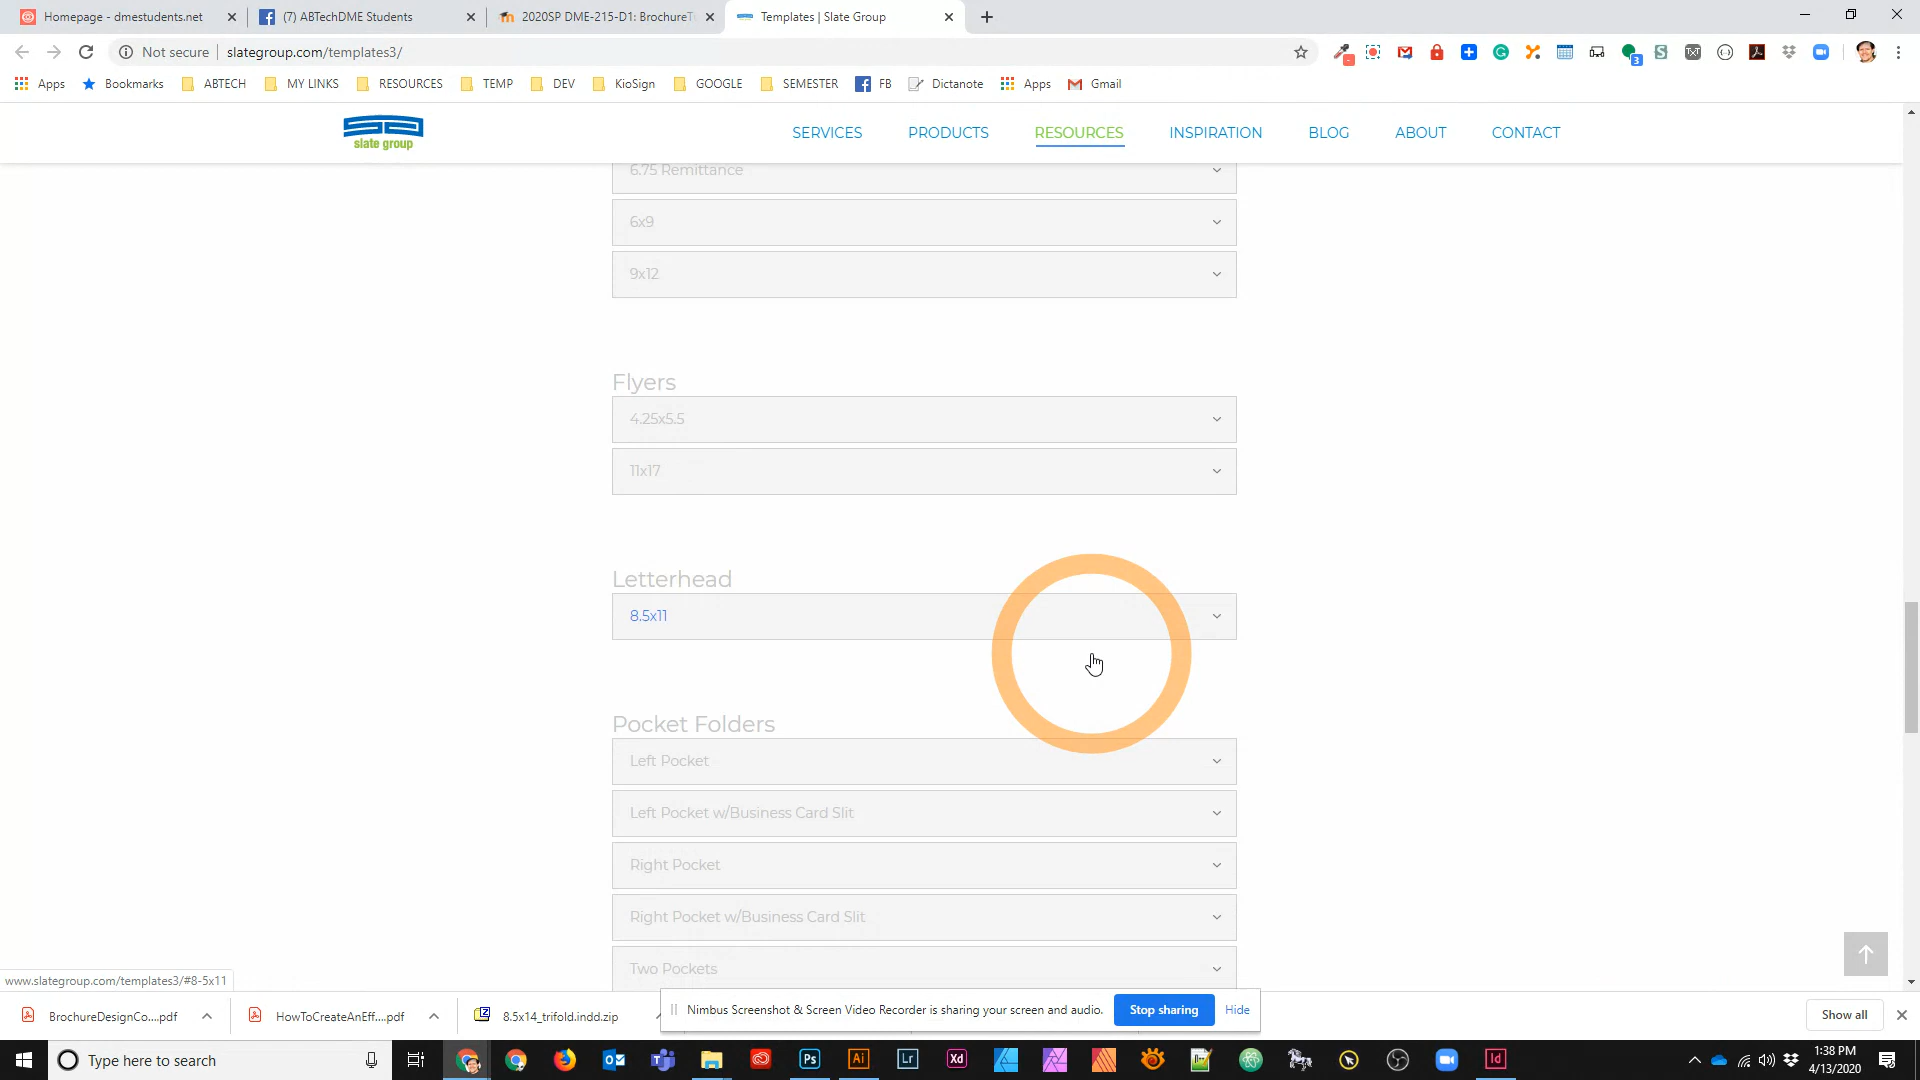 Homepage - dmestudents.net
(7) ABTechDME Students
2020SP DME-215-D1: BrochureT
Templates | Slate Group
Not secure
slategroup.com/templates3/
Apps
Bookmarks
ABTECH
MY LINKS
RESOURCES
TEMP
DEV
KioSign
GOOGLE
SEMESTER
FB
Dictanote
Apps
Gmail
slate group
SERVICES
PRODUCTS
RESOURCES
INSPIRATION
BLOG
ABOUT
CONTACT
6.75 Remittance
6x9
9x12
Flyers
4.25x5.5
11x17
Letterhead
8.5x11
Pocket Folders
Left Pocket
Left Pocket w/Business Card Slit
Right Pocket
Right Pocket w/Business Card Slit
Two Pockets
www.slategroup.com/templates3/#8-5x11
BrochureDesignCo....pdf
HowToCreateAnEff....pdf
8.5x14_trifold.indd.zip
Nimbus Screenshot & Screen Video Recorder is sharing your screen and audio.
Stop sharing
Hide
Show all
Type here to search
Ps
Ai
Lr
Xd
Id
1:38 PM
4/13/2020